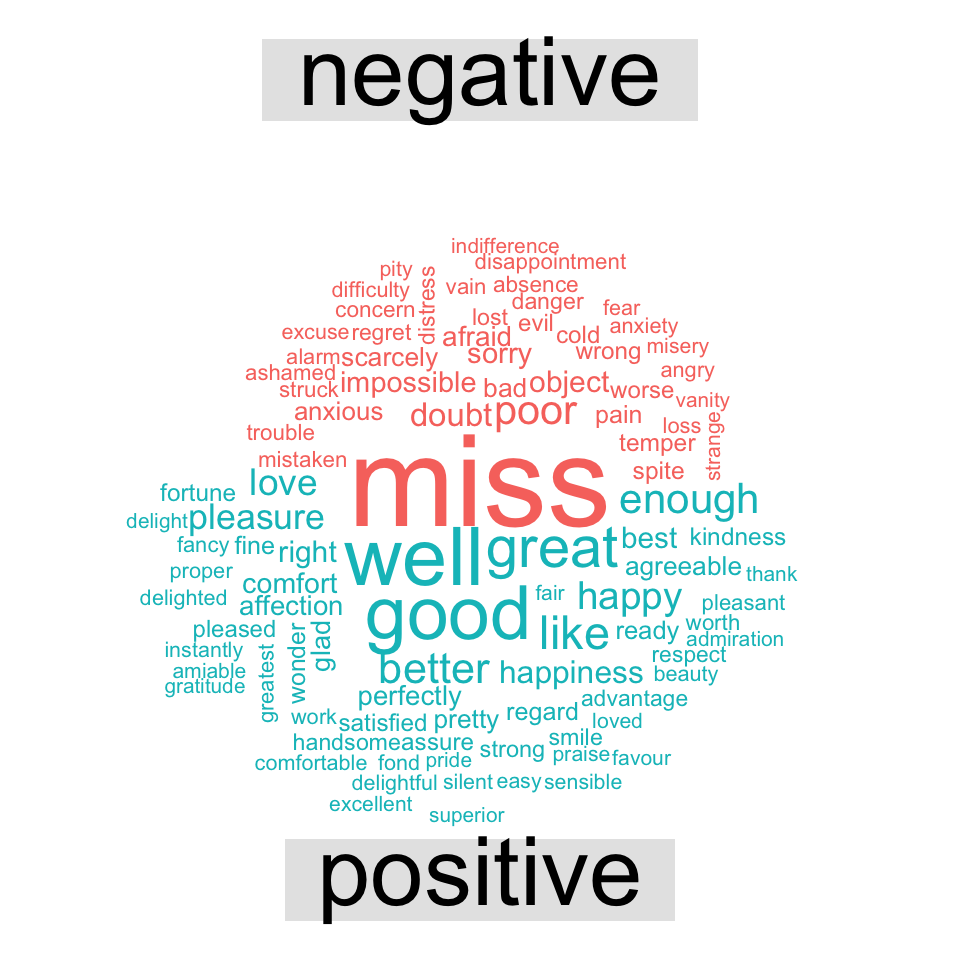 negative
indifference
pity disappointment
difficulty distress vain absence
concern lost danger fear
excuse regret afraid evil cold anxiety
alarm scarcely sorry wrong misery
ashamed impossible bad object angry
struck worse vanity
anxious doubt poor pain loss strange
trouble temper
mistaken miss spite
love enough
fortune
delight pleasure well great best kindness
fancy fine right agreeable thank
proper comfort fair happy
delighted affection good pleasant
pleased wonder glad like ready worth
instantly admiration
amiable greatest better happiness respect
gratitude perfectly beauty
work satisfied pretty regard advantage
loved
handsome assure strong smile
comfortable fond pride praise favour
delightful silent easy sensible
excellent
superior
positive